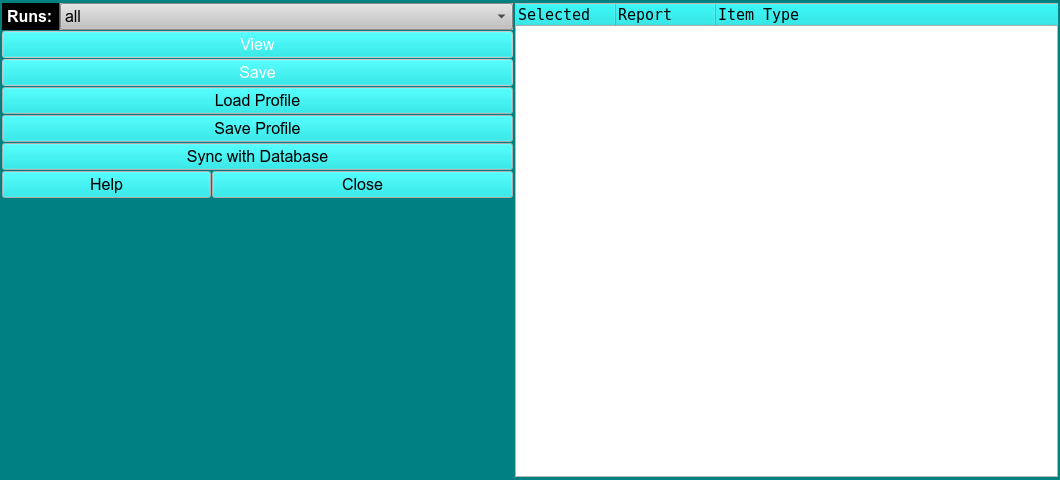 Runs: all
View
Save
Load Profile
Save Profile
Sync with Database
Help Close
Selected Report Item Type